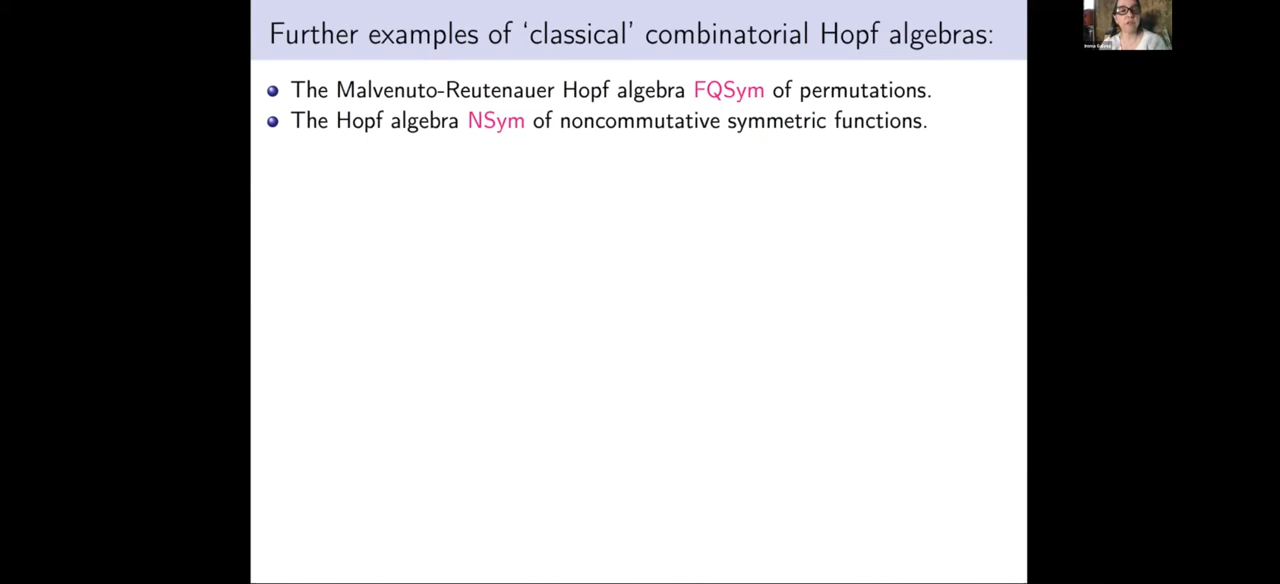 Further examples of ‘classical’ combinatorial Hopf algebras:
The Malvenuto-Reutenauer Hopf algebra FQSym of permutations.
The Hopf algebra NSym of noncommutative symmetric functions.